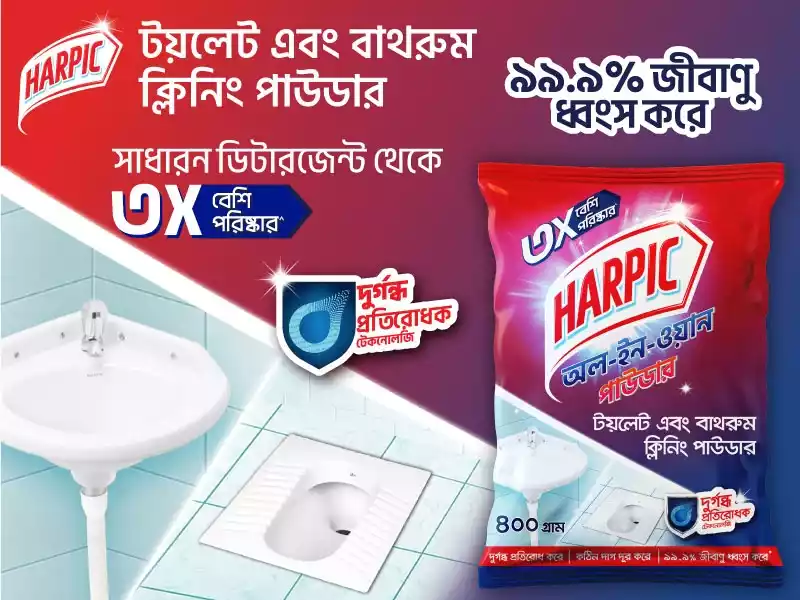 HARPIC
টয়লেট এবং বাথরুম
ক্লিনিং পাউডার
সাধারন ডিটারজেন্ট থেকে
৩X বেশি
পরিষ্কার^
৯৯.৯% জীবাণু
ধ্বংস করে
দুর্গন্ধ
প্রতিরোধক
টেকনোলজি
৩X বেশি
পরিষ্কার^
HARPIC
অল-ইন-ওয়ান
পাউডার
টয়লেট এবং বাথরুম
ক্লিনিং পাউডার
দুর্গন্ধ
প্রতিরোধক
টেকনোলজি
৪০০ গ্রাম
দুর্গন্ধ প্রতিরোধ করে | কঠিন দাগ দূর করে | ৯৯.৯% জীবাণু ধ্বংস করে*